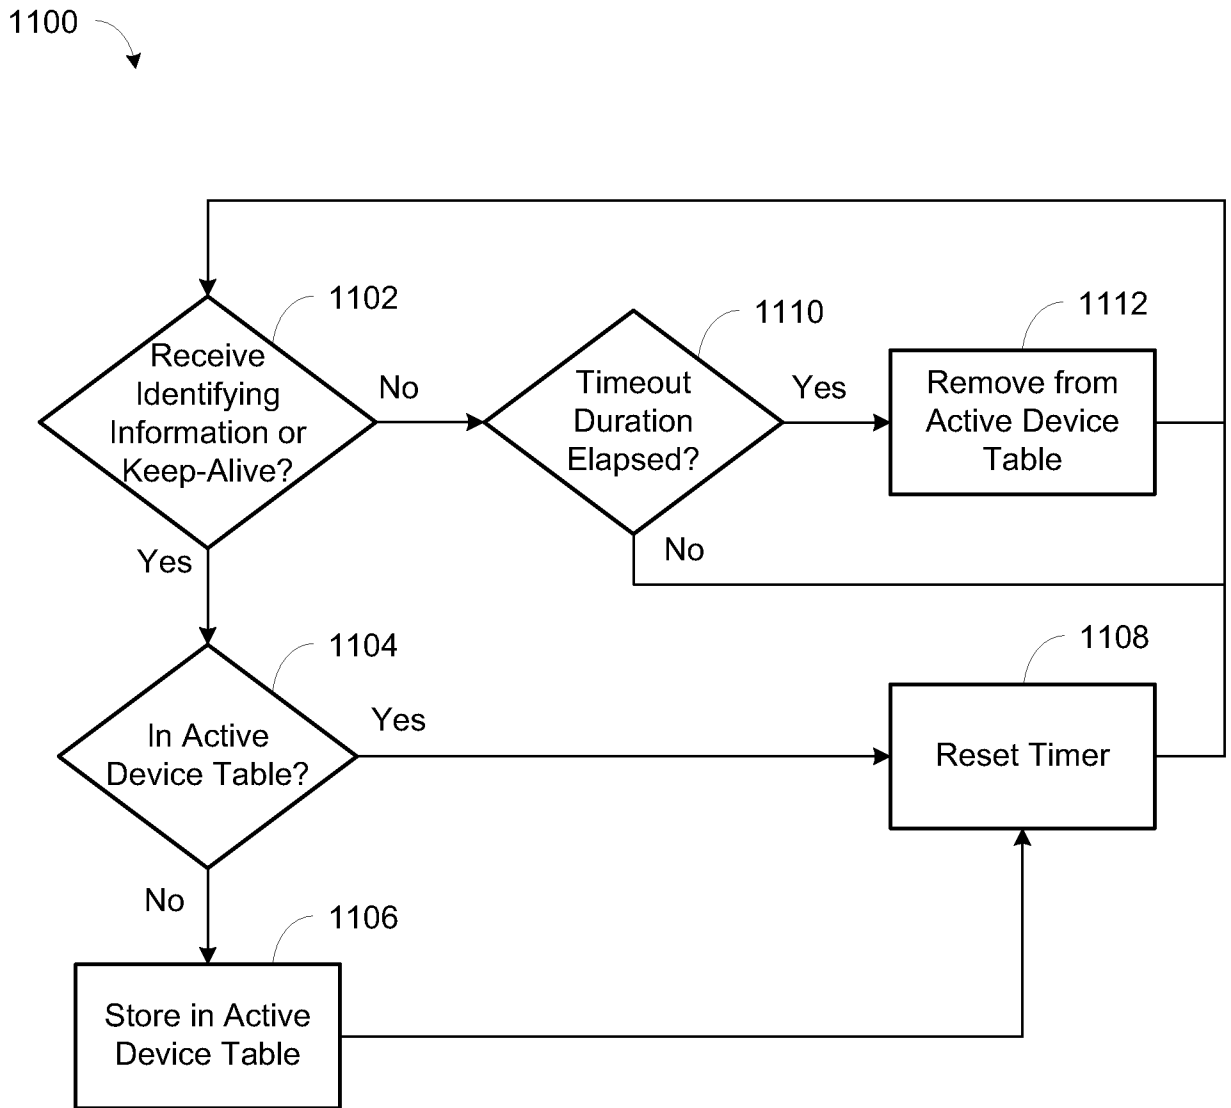 1100
1102
Receive
Identifying
Information or
Keep-Alive?
No
1110
Timeout
Duration
Elapsed?
Yes
1112
Remove from
Active Device
Table
Yes
No
1104
In Active
Device Table?
Yes
1108
Reset Timer
No
1106
Store in Active
Device Table